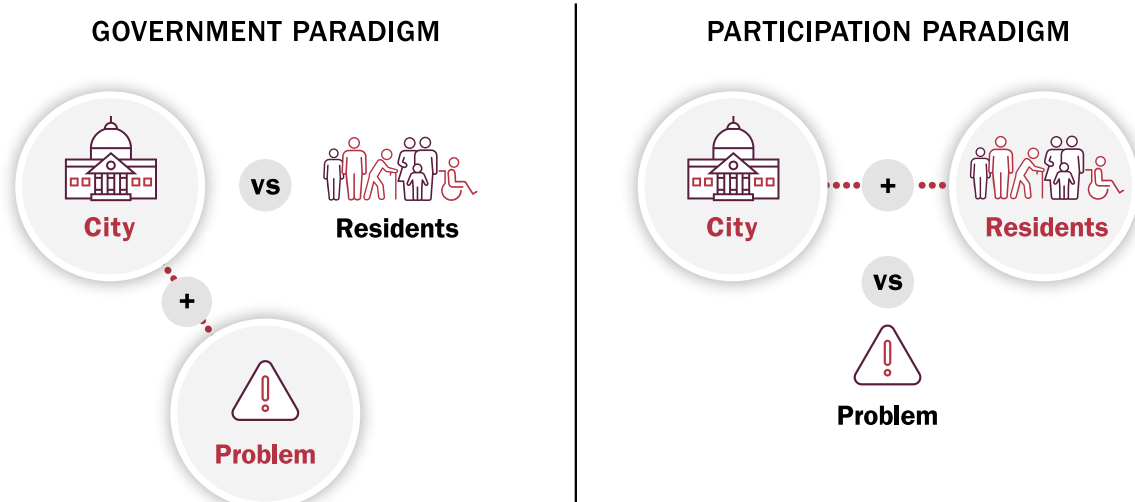 GOVERNMENT PARADIGM
City
vs
Residents
+
Problem
PARTICIPATION PARADIGM
City
+
Residents
vs
Problem